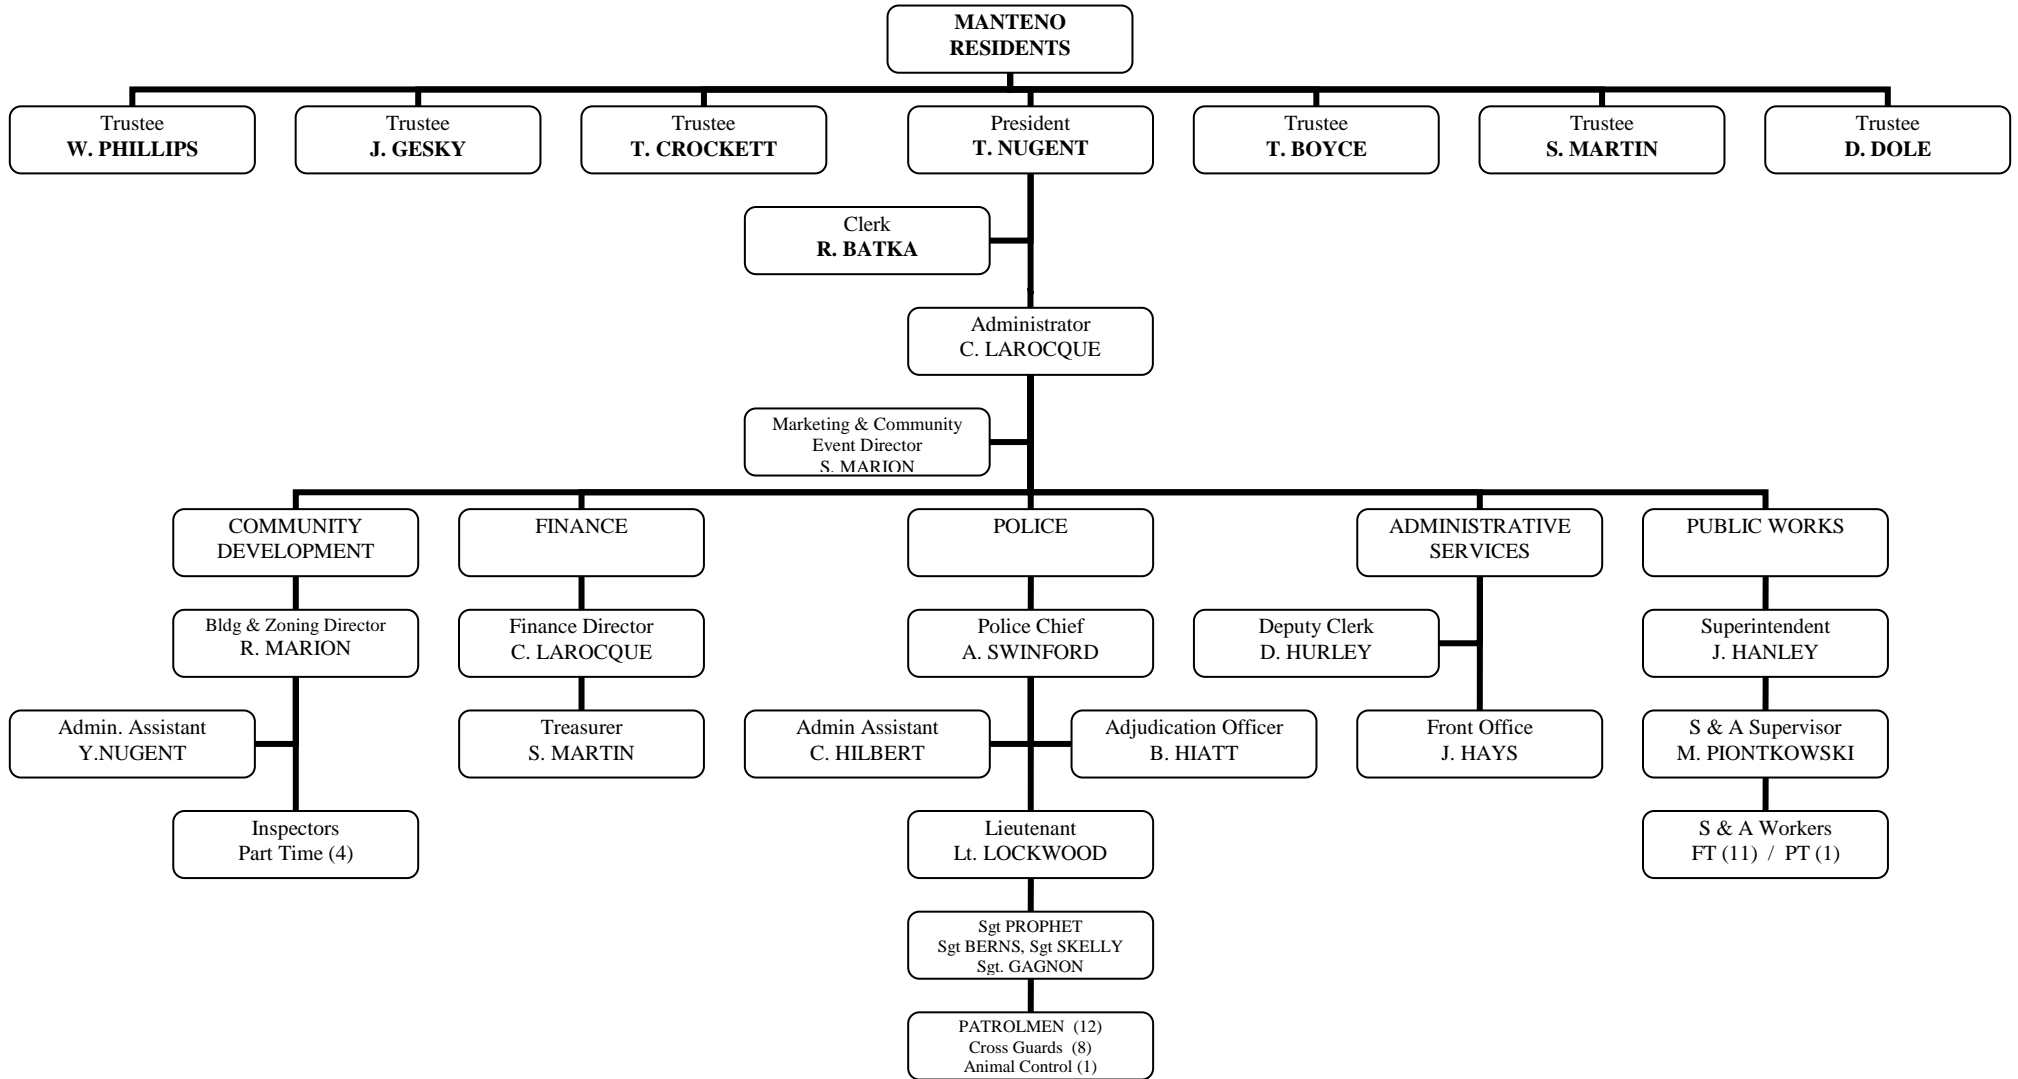 MANTENO
RESIDENTS
Trustee
W. PHILLIPS
Trustee
J. GESKY
Trustee
T. CROCKETT
President
T. NUGENT
Trustee
T. BOYCE
Trustee
S. MARTIN
Trustee
D. DOLE
Clerk
R. BATKA
Administrator
C. LAROCQUE
Marketing & Community
Event Director
S. MARION
COMMUNITY
DEVELOPMENT
FINANCE
POLICE
ADMINISTRATIVE
SERVICES
PUBLIC WORKS
Bldg & Zoning Director
R. MARION
Finance Director
C. LAROCQUE
Police Chief
A. SWINFORD
Deputy Clerk
D. HURLEY
Superintendent
J. HANLEY
Admin. Assistant
Y.NUGENT
Treasurer
S. MARTIN
Admin Assistant
C. HILBERT
Adjudication Officer
B. HIATT
Front Office
J. HAYS
S & A Supervisor
M. PIONTKOWSKI
Inspectors
Part Time (4)
Lieutenant
Lt. LOCKWOOD
S & A Workers
FT (11) / PT (1)
Sgt PROPHET
Sgt BERNS, Sgt SKELLY
Sgt. GAGNON
PATROLMEN (12)
Cross Guards (8)
Animal Control (1)